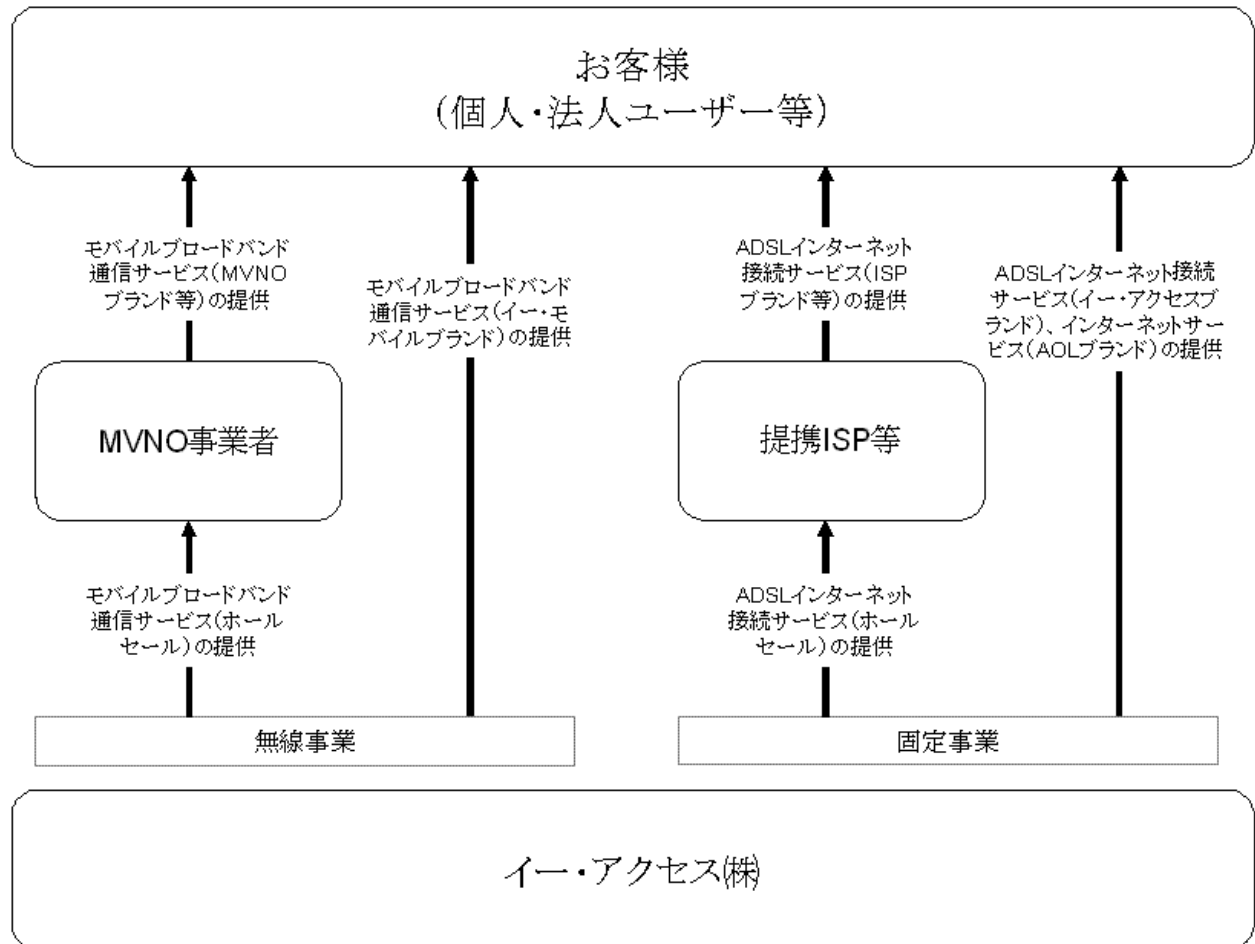 お客様
(個人・法人ユーザー等)
モバイルブロードバンド
通信サービス(MVNO
ブランド等)の提供
モバイルブロードバンド
通信サービス(イー・モ
バイルブランド)の提供
ADSLインターネット
接続サービス(ISP
ブランド等)の提供
ADSLインターネット接続
サービス(イー・アクセスブ
ランド)、インターネットサー
ビス(AOLブランド)の提供
MVNO事業者
提携ISP等
モバイルブロードバンド
通信サービス(ホール
セール)の提供
ADSLインターネット
接続サービス(ホール
セール)の提供
無線事業
固定事業
イー・アクセス㈱